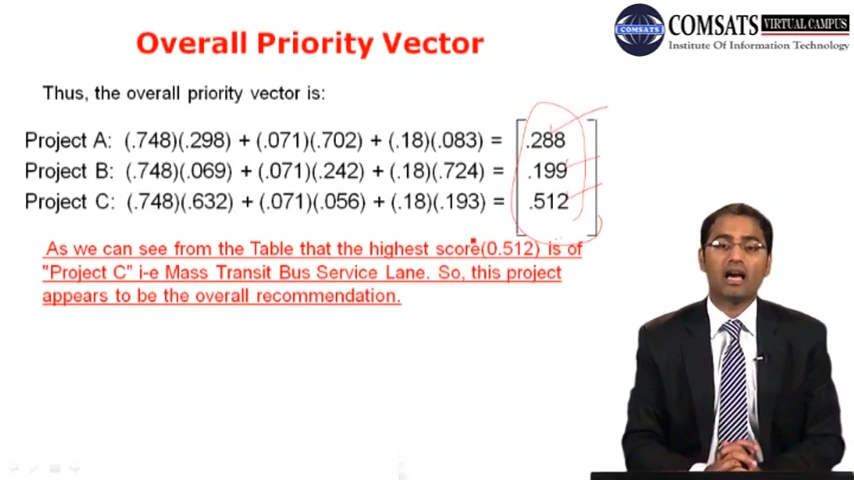 COMSATS VIRTUAL CAMPUS
COMSATS
Institute Of Information Technology
Overall Priority Vector
Thus, the overall priority vector is:
Project A: (.748)(.298) + (.071)(.702) + (.18)(.083) = .288
Project B: (.748)(.069) + (.071)(.242) + (.18)(.724) = .199
Project C: (.748)(.632) + (.071)(.056) + (.18)(.193) = .512
As we can see from the Table that the highest score(0.512) is of
"Project C" i-e Mass Transit Bus Service Lane. So, this project
appears to be the overall recommendation.